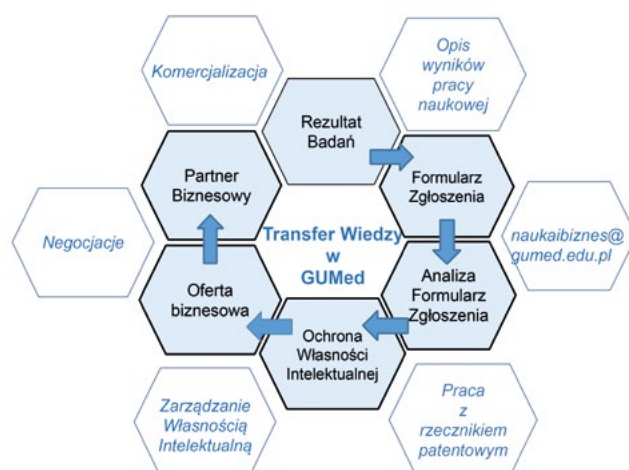 Komercjalizacja
Opis
wyników
pracy
naukowej
Rezultat
Badań
Partner
Biznesowy
Formularz
Zgłoszenia
Negocjacje
Transfer Wiedzy
w
GUMed
naukaibiznes@
gumed.edu.pl
Oferta
biznesowa
Analiza
Formularz
Zgłoszenia
Ochrona
Własności
Intelektualnej
Zarządzanie
Własnością
Intelektualną
Praca
z
rzecznikiem
patentowym